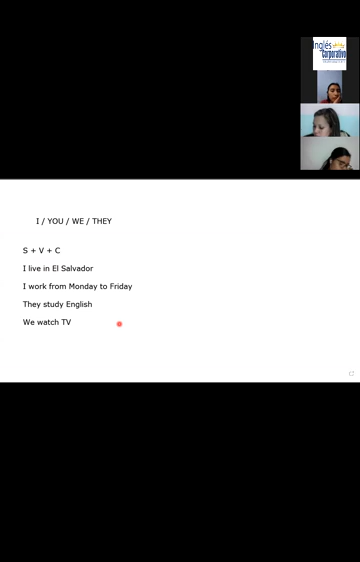 Inglés
Corporativo
I / YOU / WE / THEY
S + V + C
I live in El Salvador
I work from Monday to Friday
They study English
We watch TV